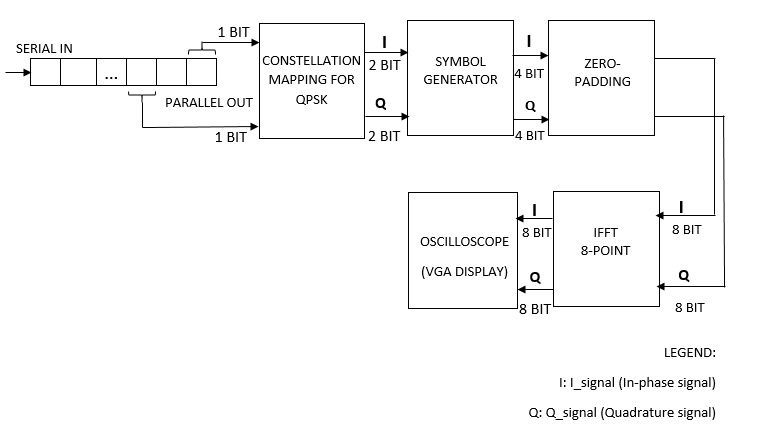 SERIAL IN
...
1 BIT
PARALLEL OUT
1 BIT
CONSTELLATION
MAPPING FOR
QPSK
I
2 BIT
Q
2 BIT
SYMBOL
GENERATOR
I
4 BIT
Q
4 BIT
ZERO-
PADDING
I
8 BIT
Q
8 BIT
IFFT
8-POINT
I
8 BIT
Q
8 BIT
OSCILLOSCOPE
(VGA DISPLAY)
LEGEND:
I: I_signal (In-phase signal)
Q: Q_signal (Quadrature signal)